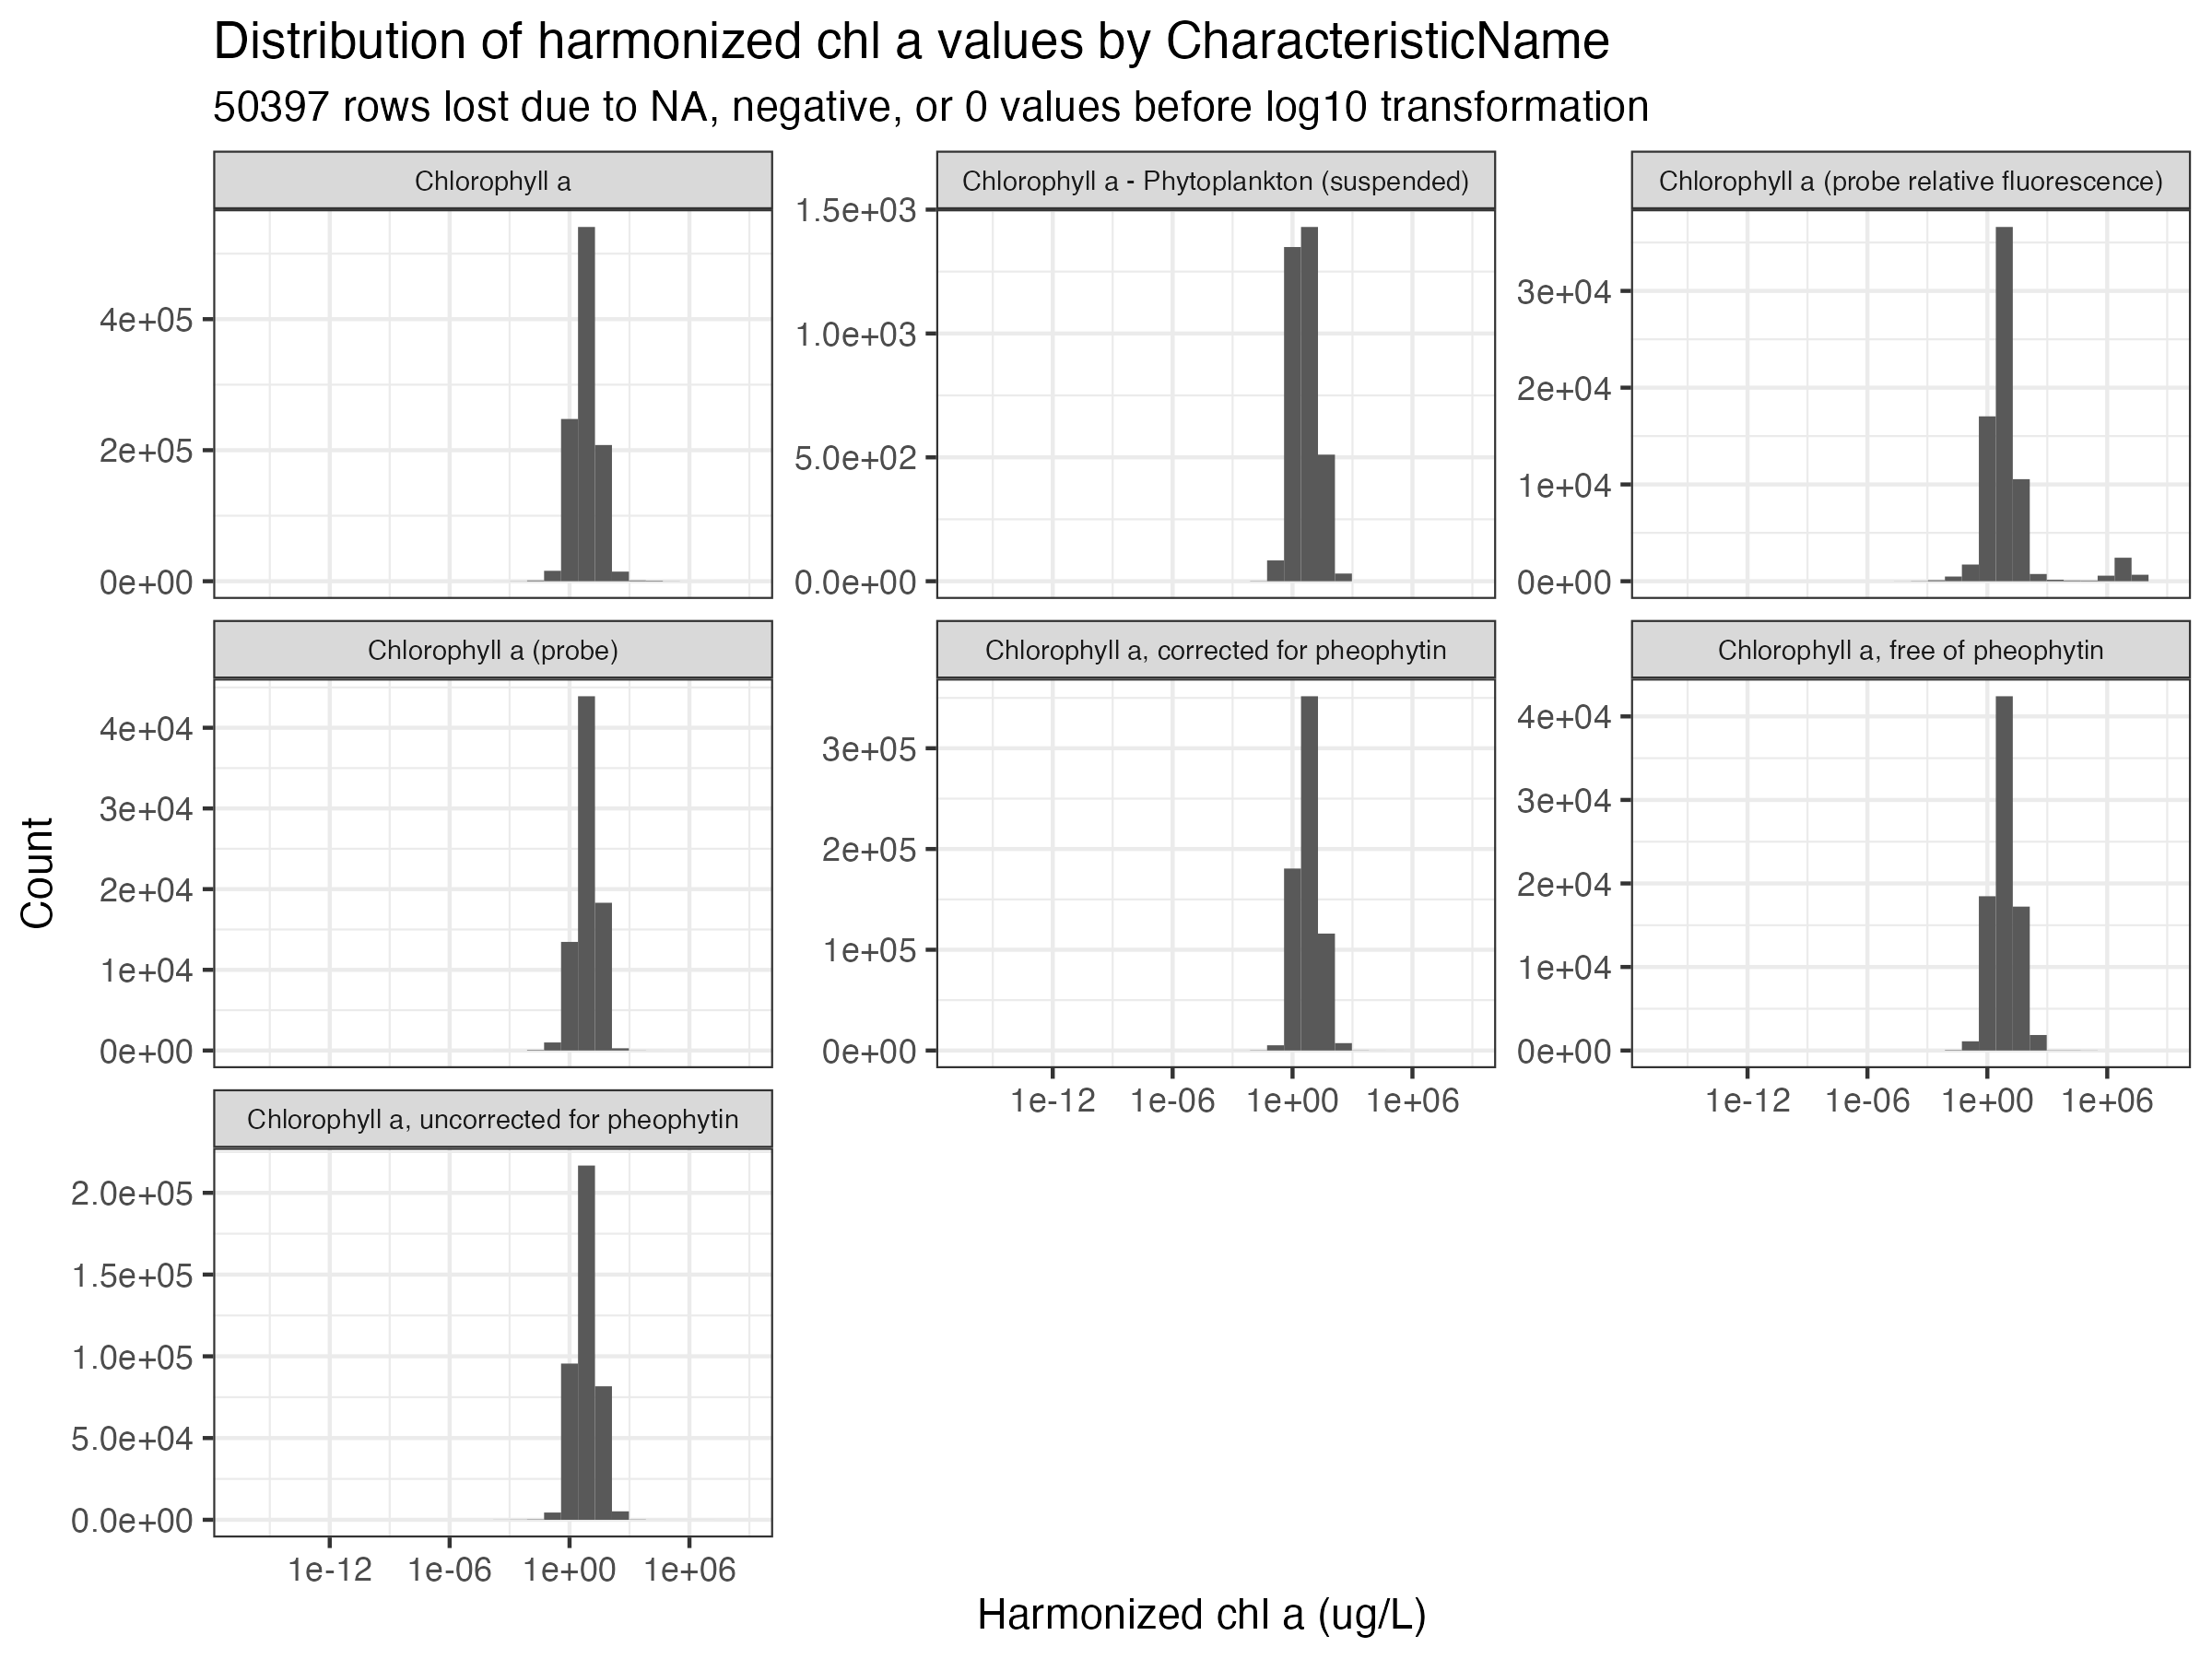 Distribution of harmonized chl a values by CharacteristicName
50397 rows lost due to NA, negative, or 0 values before log10 transformation
Chlorophyll a
Chlorophyll a - Phytoplankton (suspended)
Chlorophyll a (probe relative fluorescence)
4e+05
2e+05
0e+00
1.5e+03
1.0e+03
5.0e+02
0.0e+00
3e+04
2e+04
1e+04
0e+00
Chlorophyll a (probe)
Chlorophyll a, corrected for pheophytin
Chlorophyll a, free of pheophytin
4e+04
3e+04
2e+04
1e+04
0e+00
3e+05
2e+05
1e+05
0e+00
4e+04
3e+04
2e+04
1e+04
0e+00
1e-12 1e-06 1e+00 1e+06
1e-12 1e-06 1e+00 1e+06
Chlorophyll a, uncorrected for pheophytin
2.0e+05
1.5e+05
1.0e+05
5.0e+04
0.0e+00
1e-12 1e-06 1e+00 1e+06
Count
Harmonized chl a (ug/L)